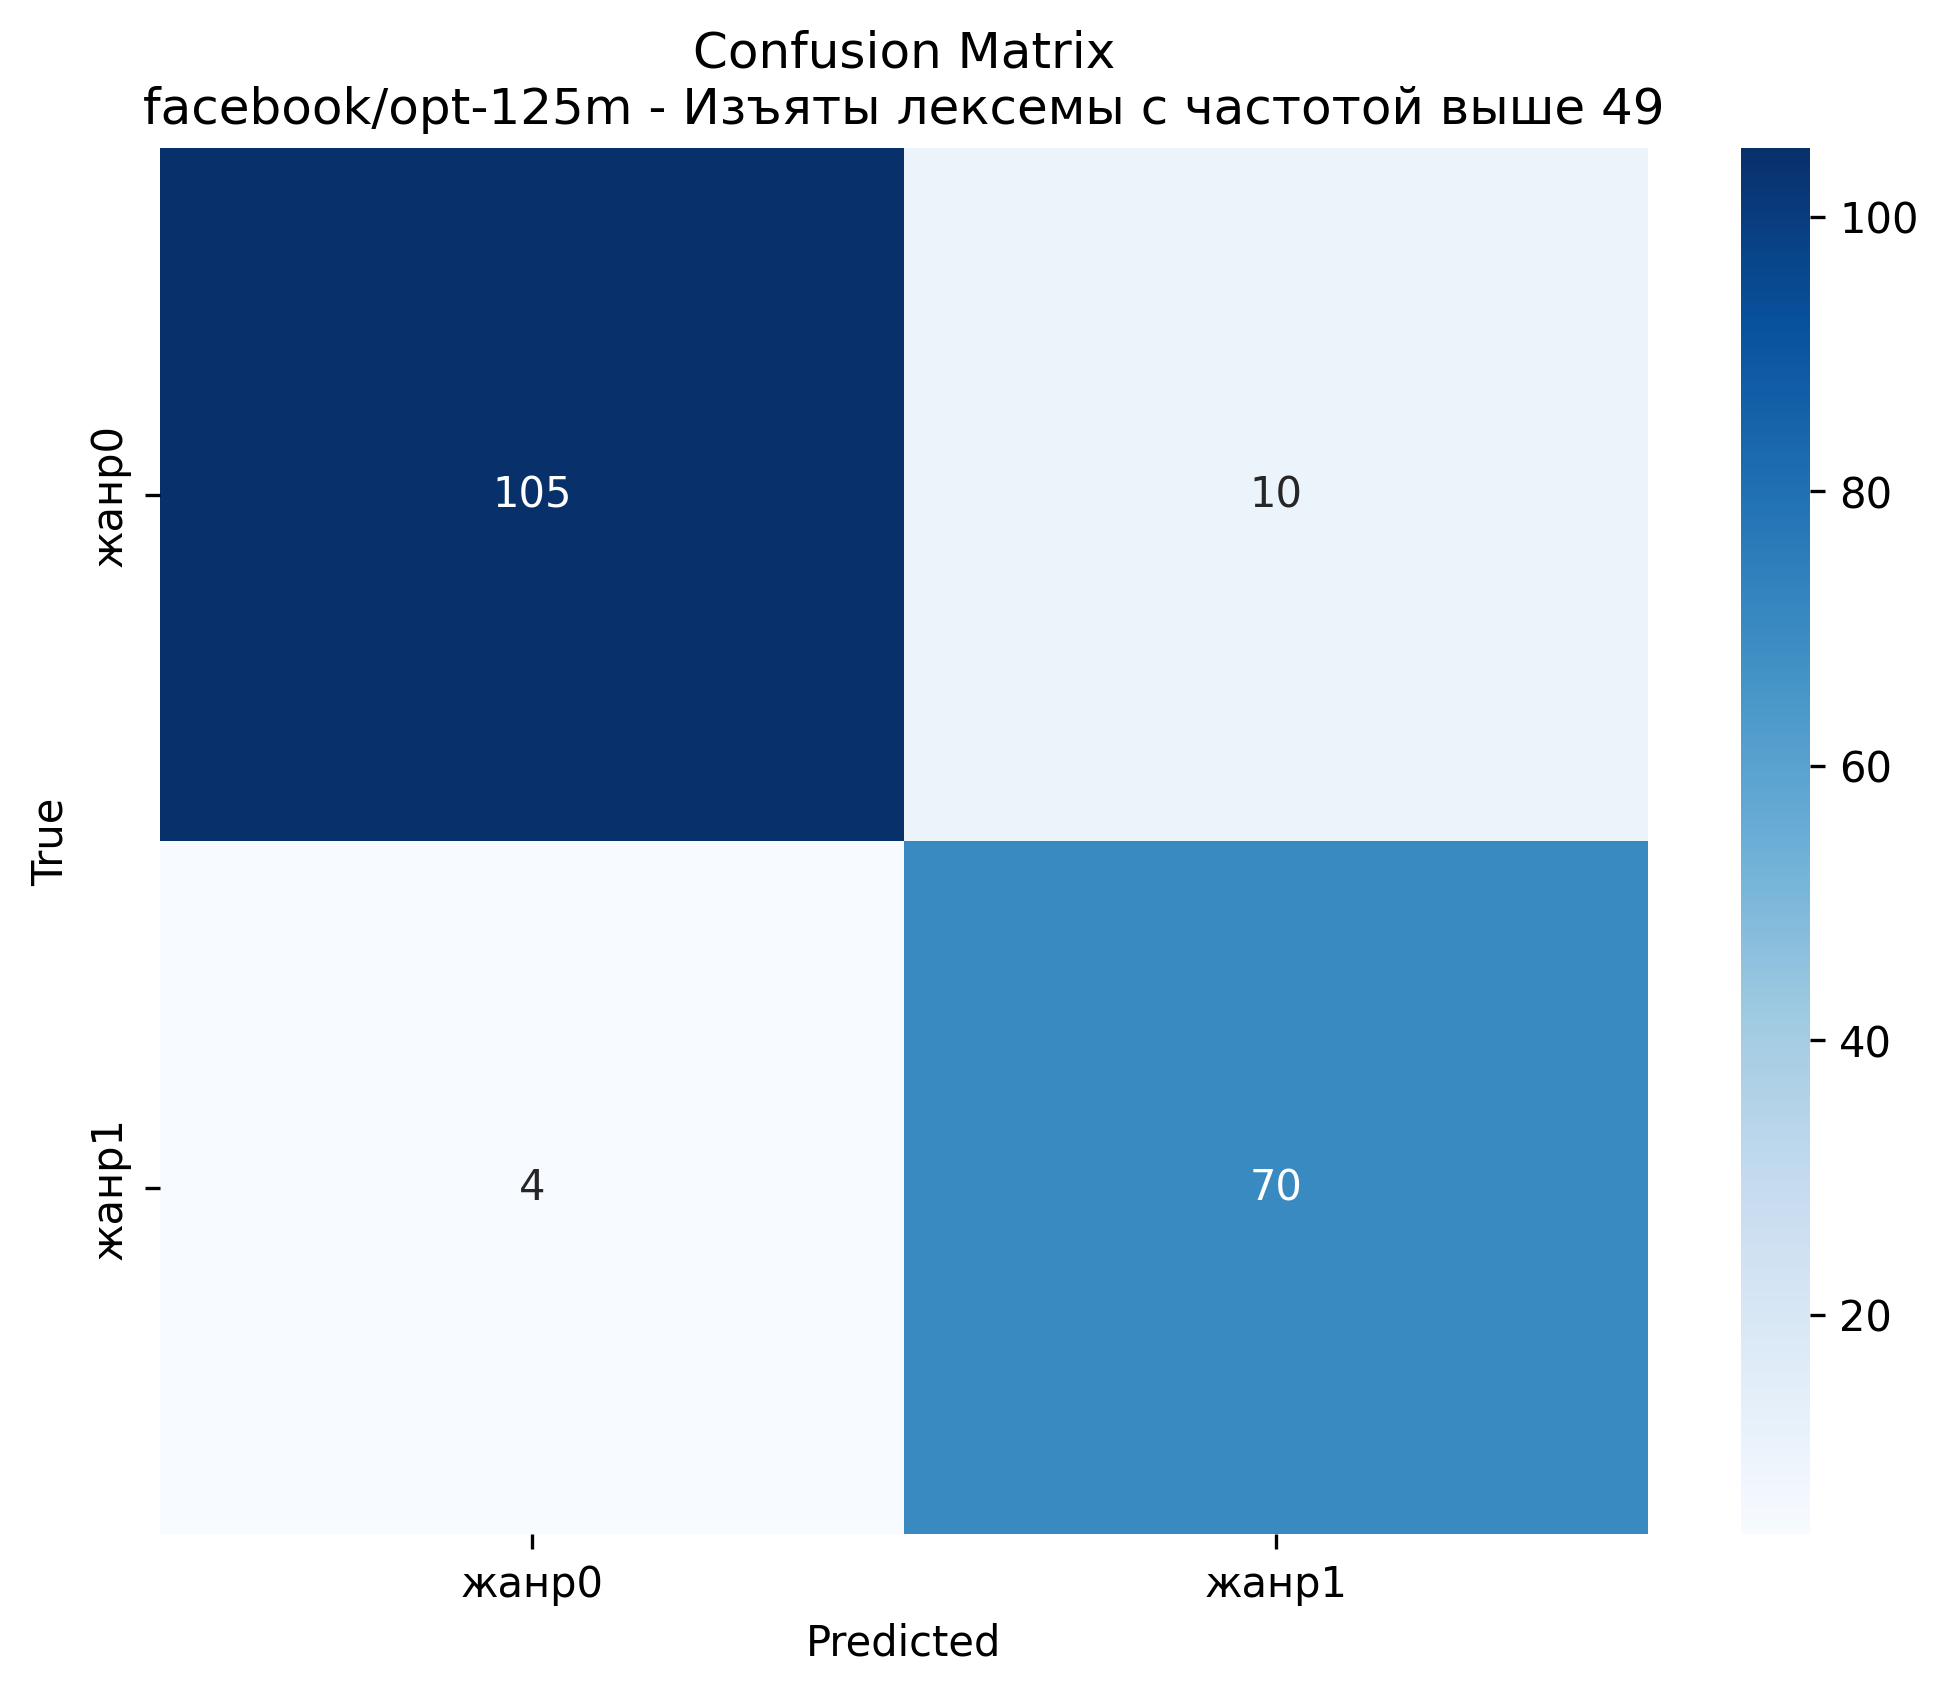 Confusion Matrix
facebook/opt-125m - Изъяты лексемы с частотой выше 49
True
жанр0
105
10
жанр1
4
70
жанр0
жанр1
Predicted
100
80
60
40
20